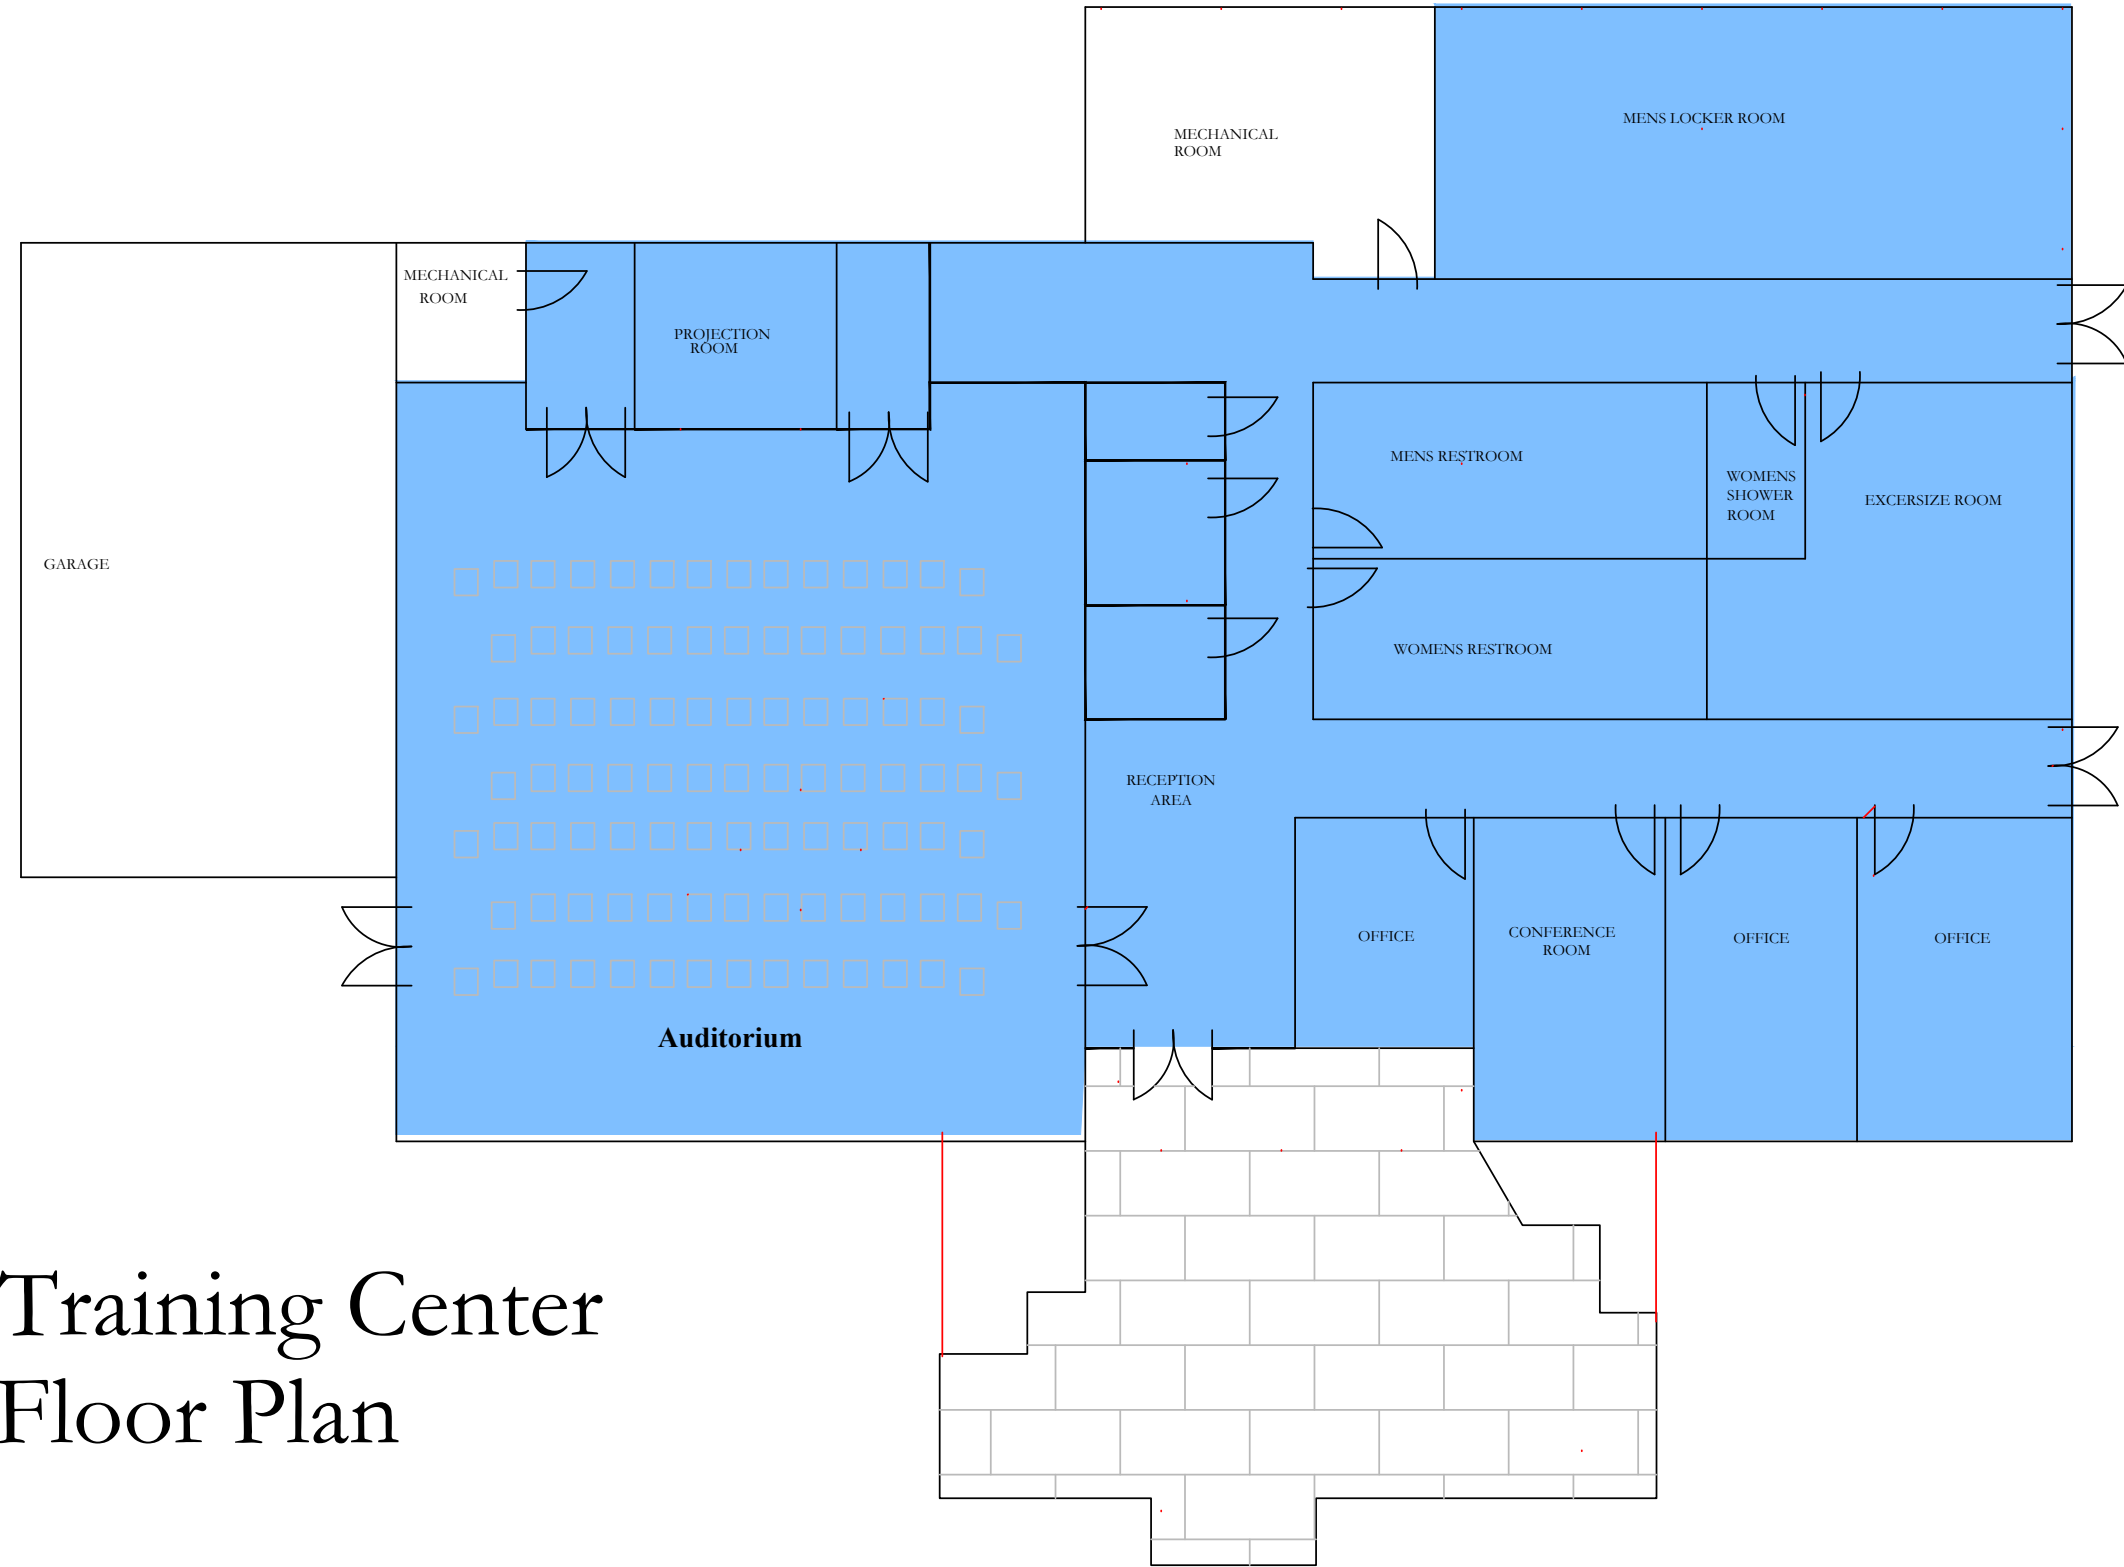 MENS LOCKER ROOM
MECHANICAL
ROOM
MECHANICAL
ROOM
PROJECTION
ROOM
MENS RESTROOM
WOMENS
SHOWER
ROOM
EXCERSIZE ROOM
GARAGE
WOMENS RESTROOM
RECEPTION
AREA
OFFICE
CONFERENCE
ROOM
OFFICE
OFFICE
Auditorium
Training Center
Floor Plan